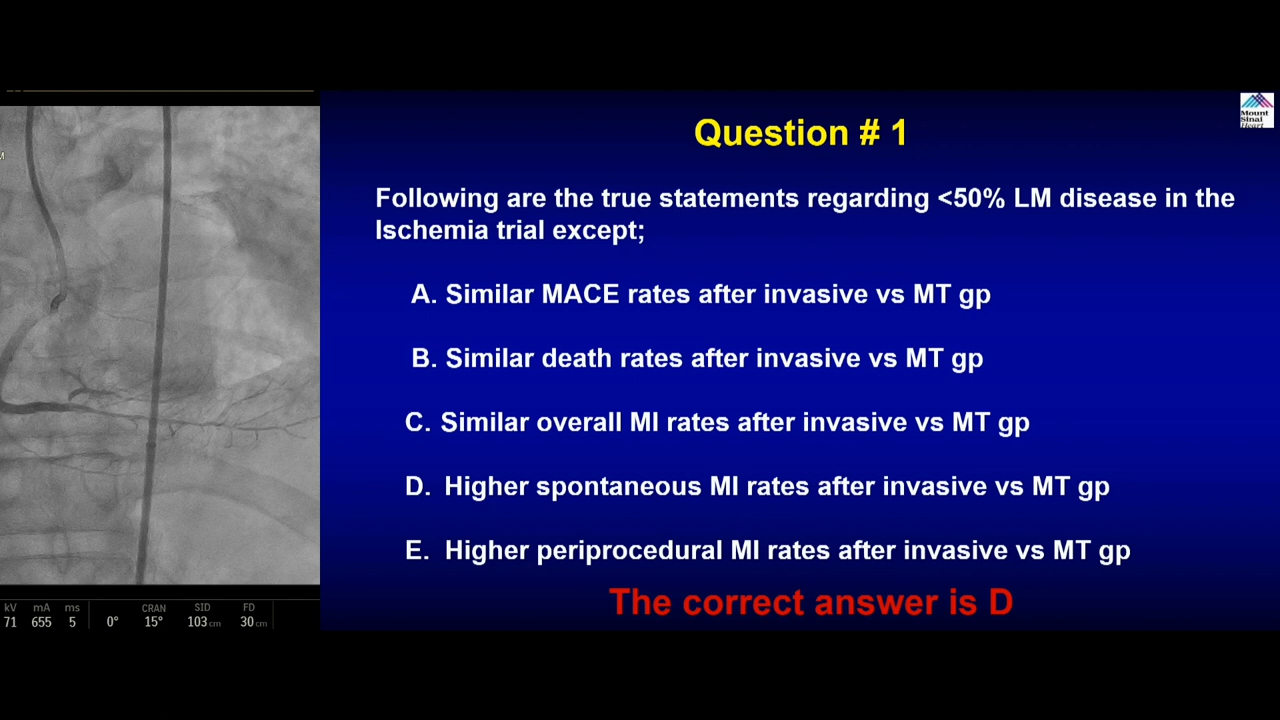 Mount
Sinai
Heart
Question # 1
Following are the true statements regarding <50% LM disease in the
Ischemia trial except;
A. Similar MACE rates after invasive vs MT gp
B. Similar death rates after invasive vs MT gp
C. Similar overall MI rates after invasive vs MT gp
D. Higher spontaneous MI rates after invasive vs MT gp
E. Higher periprocedural MI rates after invasive vs MT gp
The correct answer is D
kV mA ms CRAN SID FD
71 655 5 0° 15° 103 cm 30 cm